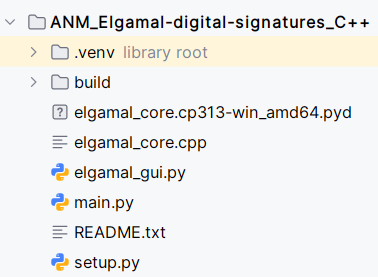 ANM_Elgamal-digital-signatures_C++
.venv library root
build
elgamal_core.cp313-win_amd64.pyd
elgamal_core.cpp
elgamal_gui.py
main.py
README.txt
setup.py